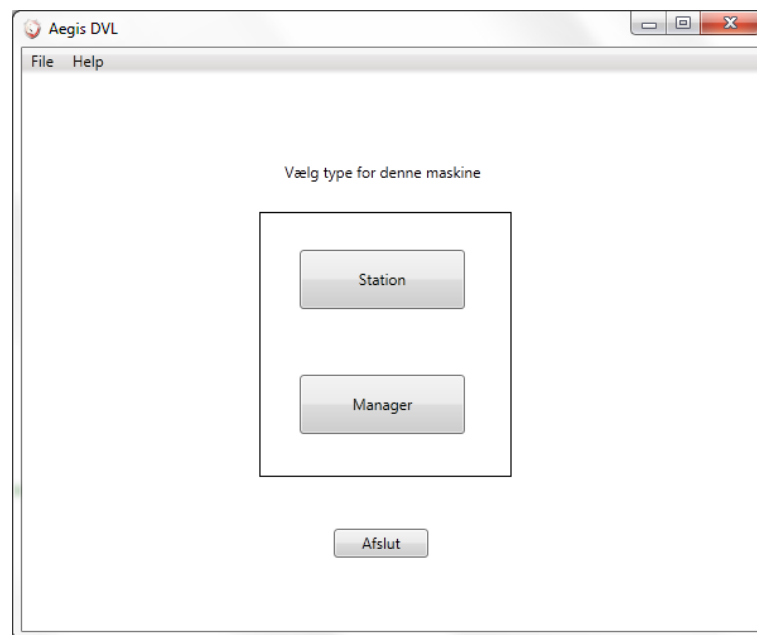 Aegis DVL
File Help
Vælg type for denne maskine
Station
Manager
Afslut